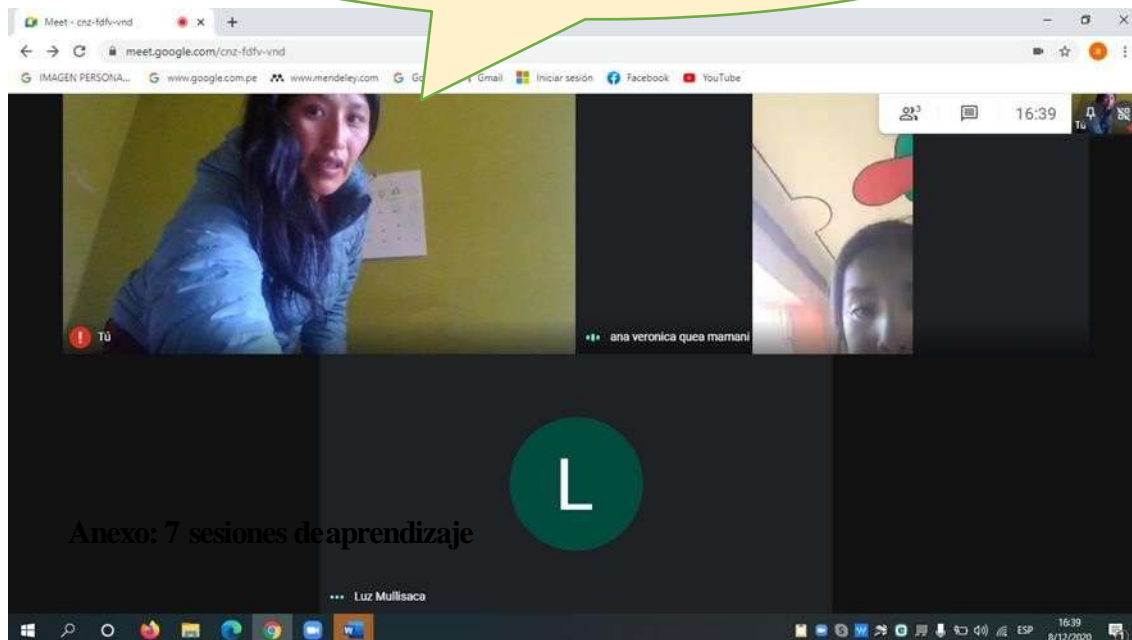 Meet - cnz-fdfv-vnd
meet.google.com/cnz-fdfv-vnd
IMAGEN PERSONA... www.google.com.pe www.mendeley.com Gmail Iniciar sesión Facebook YouTube
3 16:39
Tú
Tú
ana veronica quea mamani
L
Anexo: 7 sesiones de aprendizaje
Luz Mullisaca
ESP 16:39
8/12/2020